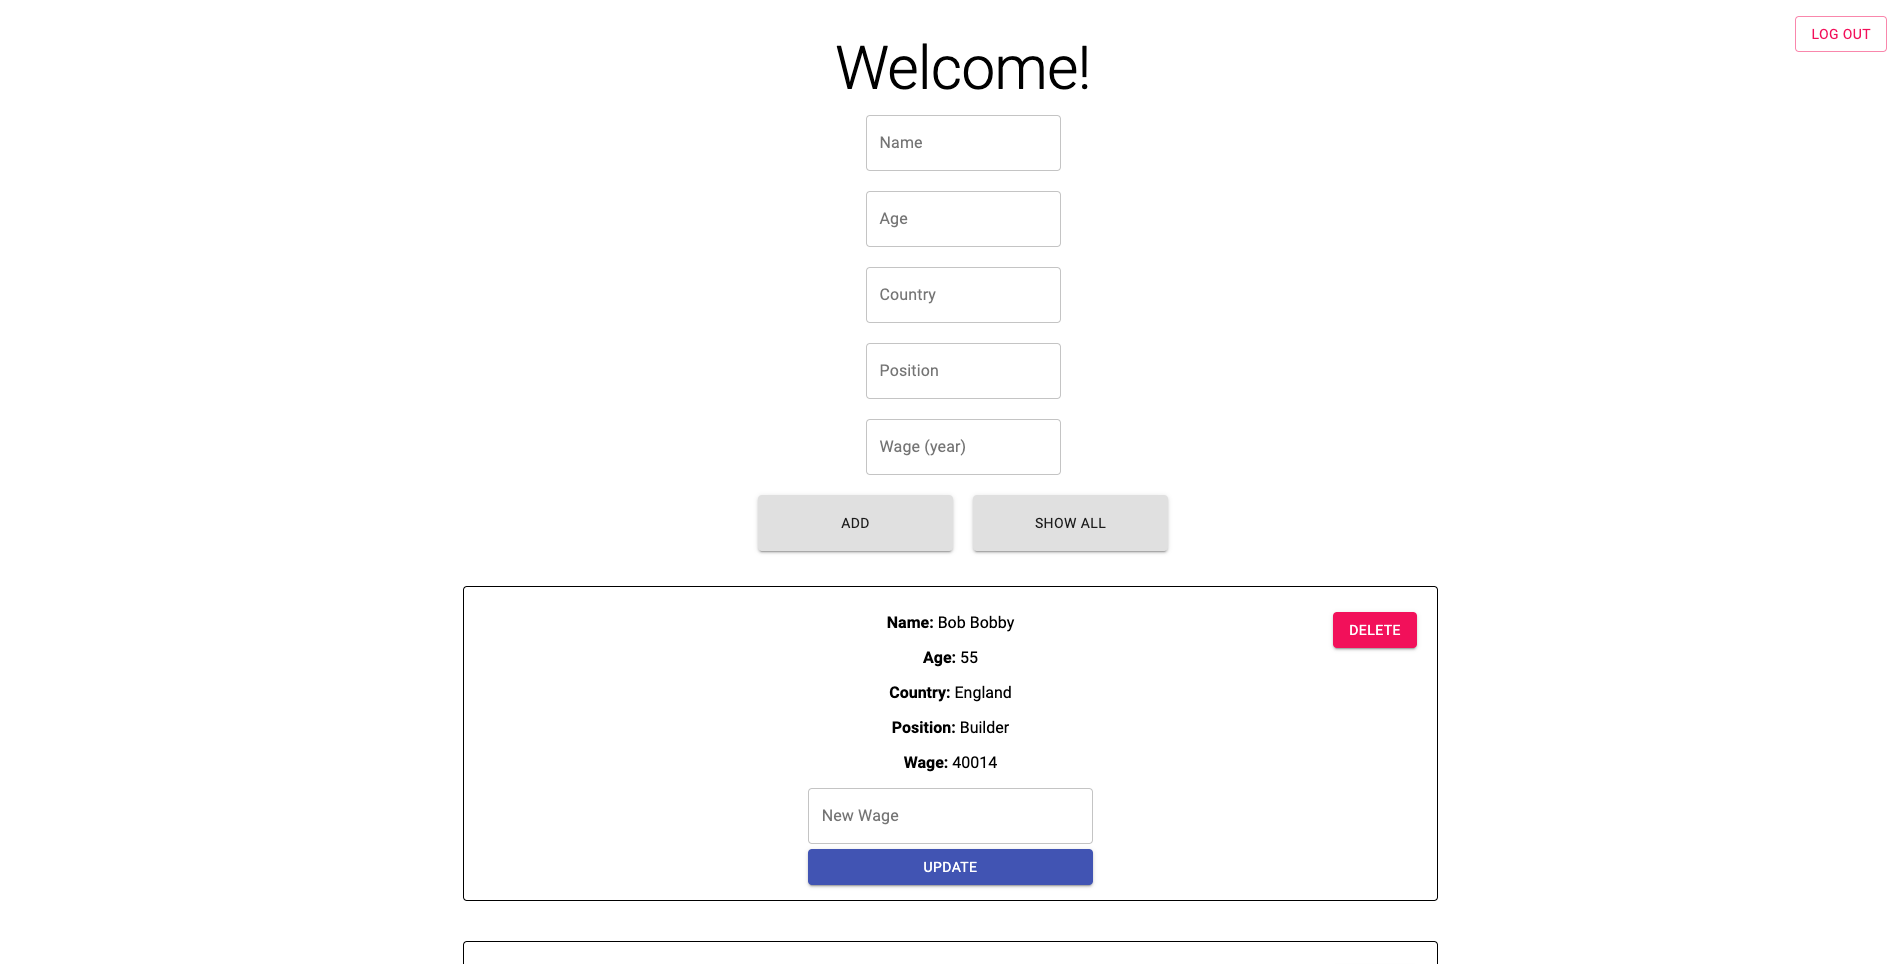 LOG OUT
Welcome!
Name
Age
Country
Position
Wage (year)
ADD
SHOW ALL
Name: Bob Bobby
DELETE
Age: 55
Country: England
Position: Builder
Wage: 40014
New Wage
UPDATE